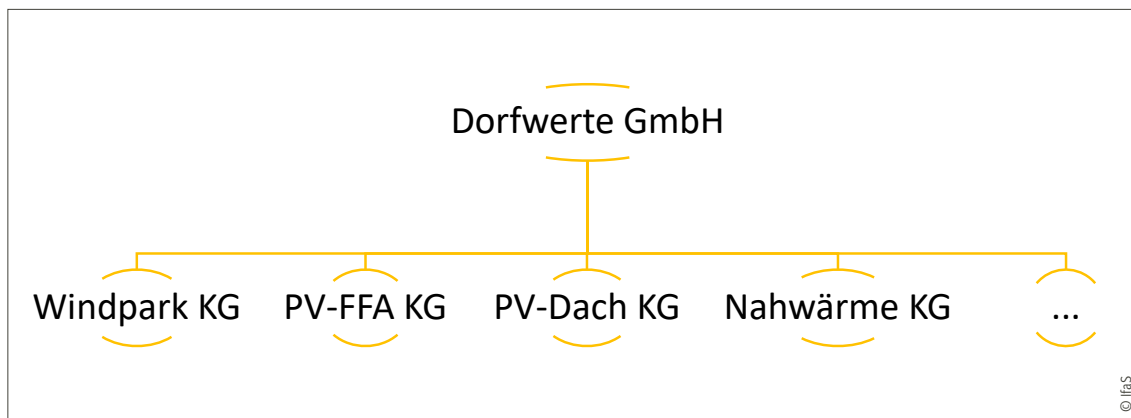 Dorfwerte GmbH
Windpark KG PV-FFA KG PV-Dach KG Nahwärme KG ...
© IfaS